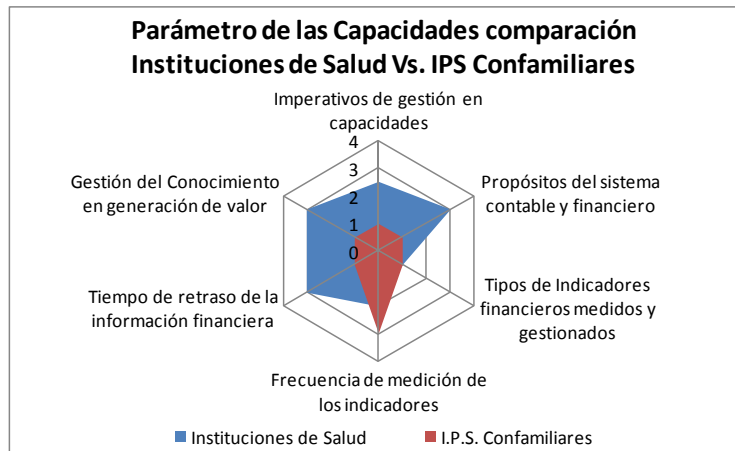 Parámetro de las Capacidades comparación
Instituciones de Salud Vs. IPS Confamiliares
Imperativos de gestión en
capacidades
4
3
2
1
0
Propósitos del sistema
contable y financiero
Tipos de Indicadores
financieros medidos y
gestionados
Frecuencia de medición de
los indicadores
Tiempo de retraso de la
información financiera
Gestión del Conocimiento
en generación de valor
Instituciones de Salud
I.P.S. Confamiliares